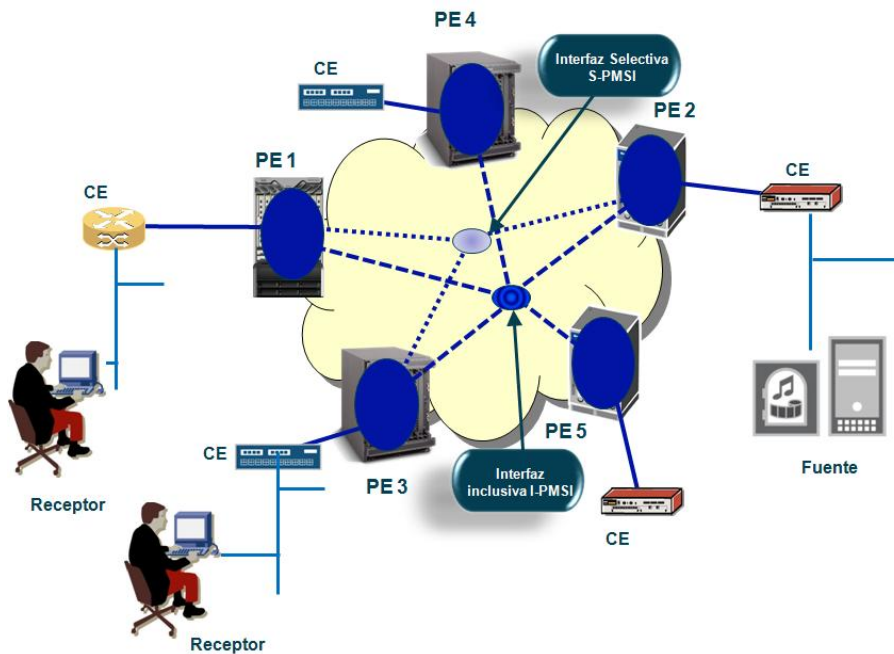 PE 4
Interfaz Selectiva
S-PMSI
CE
PE 2
PE 1
CE
CE
CE
PE 5
PE 3
Interfaz
inclusiva I-PMSI
Fuente
Receptor
CE
Receptor